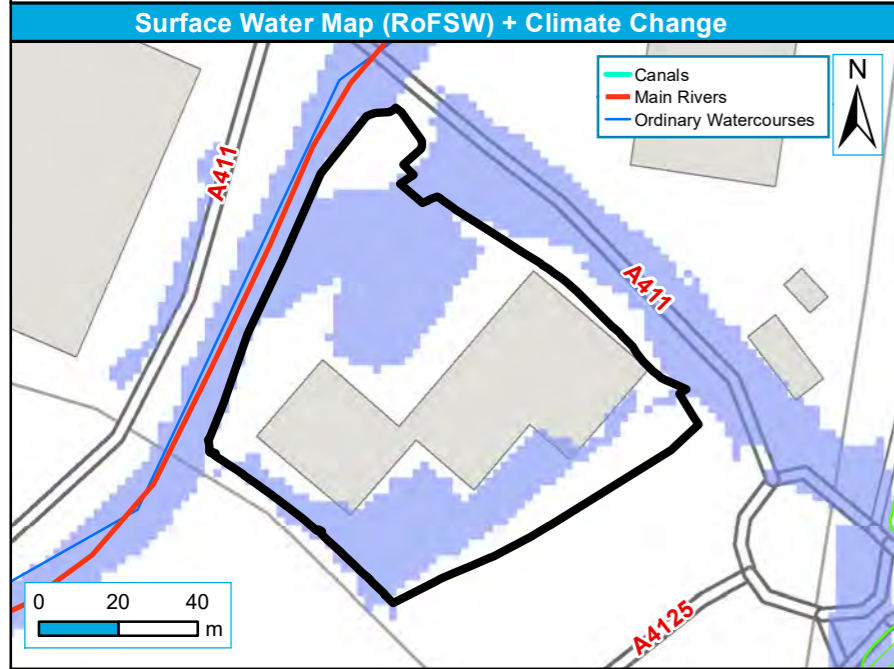 Surface Water Map (RoFSW) + Climate Change
Canals
Main Rivers
Ordinary Watercourses
N
A411
A411
A4125
0 20 40
m